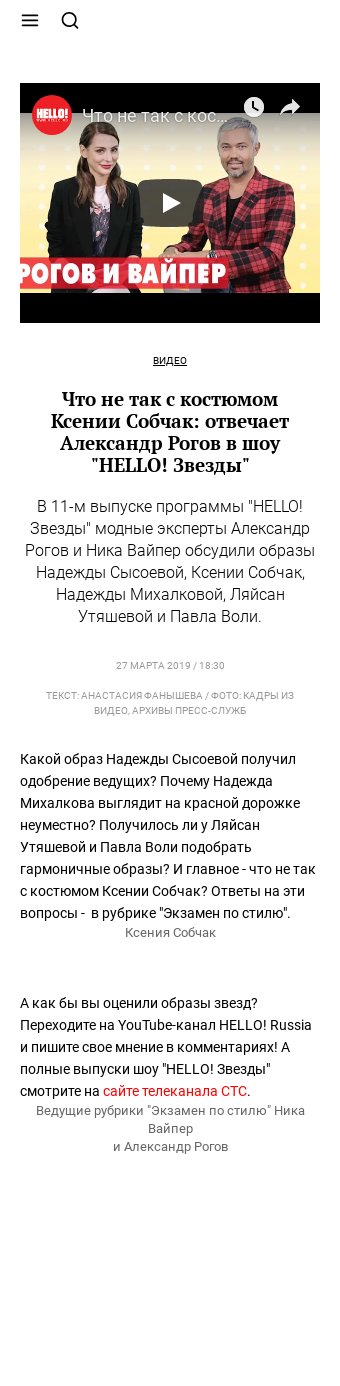 HELLO!
Что не так с кос...
РОГОВ И ВАЙПЕР
ВИДЕО
Что не так с костюмом
Ксении Собчак: отвечает
Александр Рогов в шоу
"HELLO! Звезды"
В 11-м выпуске программы "HELLO!
Звезды" модные эксперты Александр
Рогов и Ника Вайпер обсудили образы
Надежды Сысоевой, Ксении Собчак,
Надежды Михалковой, Ляйсан
Утяшевой и Павла Воли.
27 МАРТА 2019 / 18:30
ТЕКСТ: АНАСТАСИЯ ФАНЫШЕВА / ФОТО: КАДРЫ ИЗ
ВИДЕО, АРХИВЫ ПРЕСС-СЛУЖБ
Какой образ Надежды Сысоевой получил
одобрение ведущих? Почему Надежда
Михалкова выглядит на красной дорожке
неуместно? Получилось ли у Ляйсан
Утяшевой и Павла Воли подобрать
гармоничные образы? И главное - что не так
с костюмом Ксении Собчак? Ответы на эти
вопросы -  в рубрике "Экзамен по стилю".
Ксения Собчак
А как бы вы оценили образы звезд?
Переходите на YouTube-канал HELLO! Russia
и пишите свое мнение в комментариях! А
полные выпуски шоу "HELLO! Звезды"
смотрите на сайте телеканала СТС.
Ведущие рубрики "Экзамен по стилю" Ника
Вайпер
и Александр Рогов